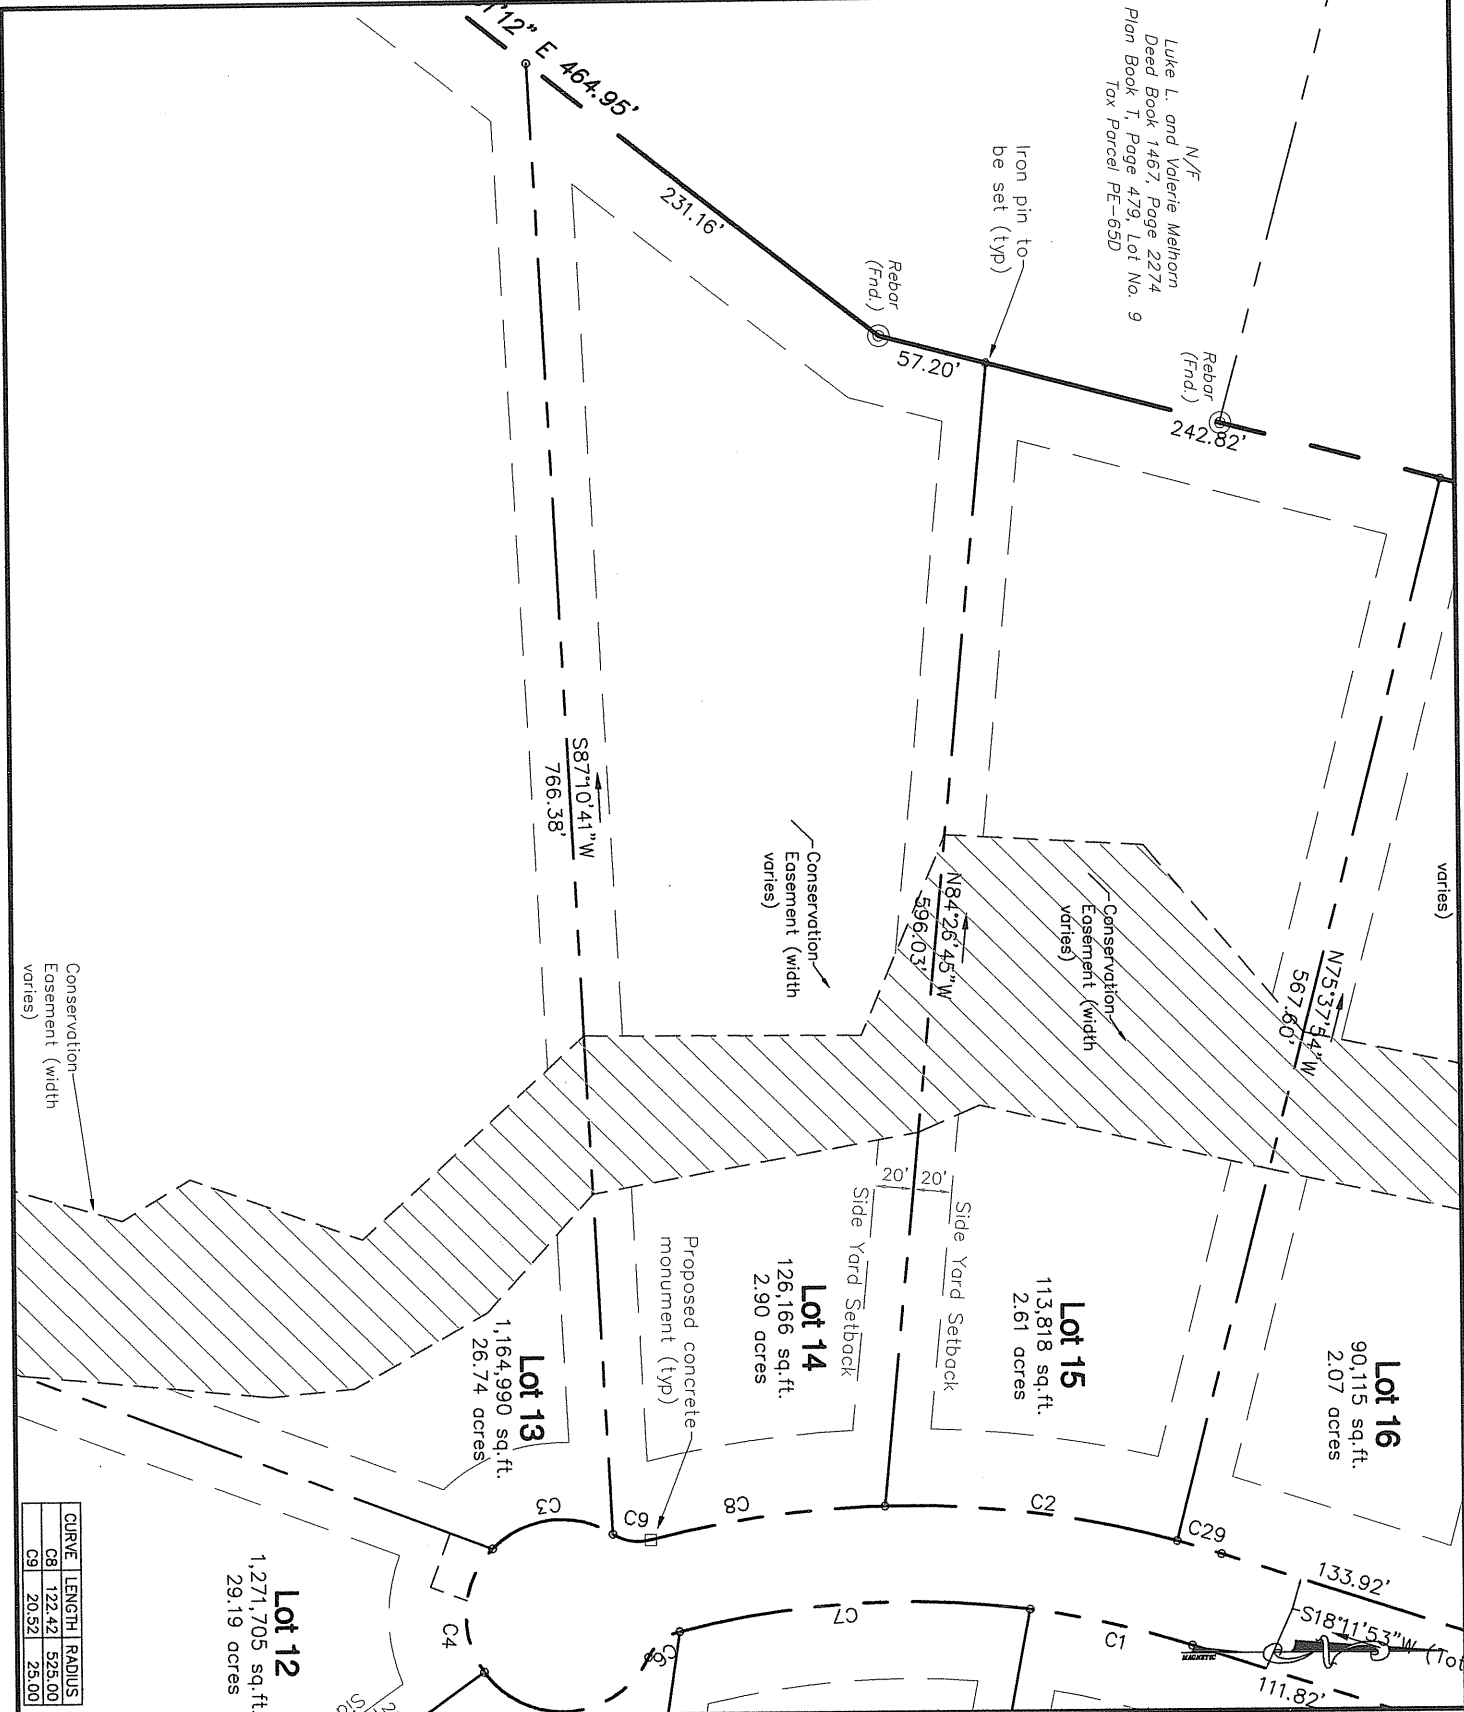 1'12" E 464.95'
231.16'
N/F
Luke L. and Valerie Melhorn
Deed Book 1467, Page 2274
Plan Book T, Page 479, Lot No. 9
Tax Parcel PE-65D
Iron pin to
be set (typ)
Rebar
(Fnd.)
57.20'
Rebar
(Fnd.)
242.82'
S87°10'41"W
766.38'
Conservation
Easement (width
varies)
N84°26'45"W
596.03'
Conservation
Easement (width
varies)
varies)
N75°37'54"W
567.60'
Conservation
Easement (width
varies)
20'
20'
Side Yard Setback
Side Yard Setback
Proposed concrete
monument (typ)
Lot 16
90,115 sq.ft.
2.07 acres
Lot 15
113,818 sq.ft.
2.61 acres
Lot 14
126,166 sq.ft.
2.90 acres
Lot 13
1,164,990 sq.ft.
26.74 acres
Lot 12
1,271,705 sq.ft.
29.19 acres
C3
C9
C8
C2
C29
133.92'
S18°11'53"W (Tot
MAGNETIC
111.82'
C1
C7
C6
C4
CURVE LENGTH RADIUS
C8 122.42 525.00
C9 20.52 25.00